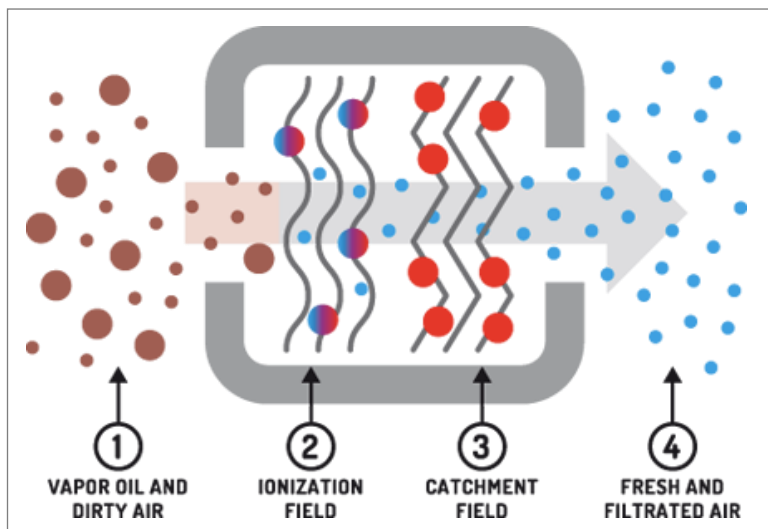 1
VAPOR OIL AND
DIRTY AIR
2
IONIZATION
FIELD
3
CATCHMENT
FIELD
4
FRESH AND
FILTRATED AIR